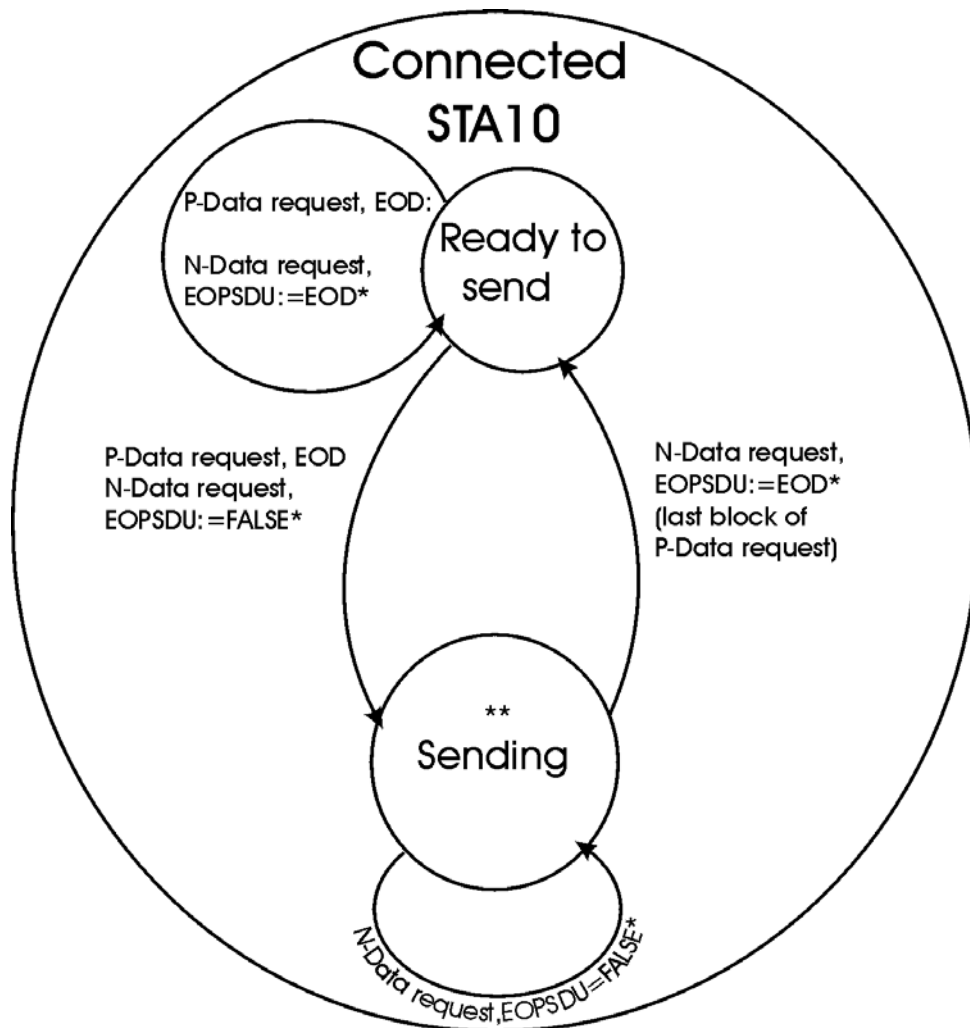 Connected
STA10
P-Data request, EOD:
N-Data request,
EOPSDU:=EOD*
Ready to
send
P-Data request, EOD
N-Data request,
EOPSDU:=FALSE*
N-Data request,
EOPSDU:=EOD*
(last block of
P-Data request)
**
Sending
N-Data request,EOPSDU=FALSE*